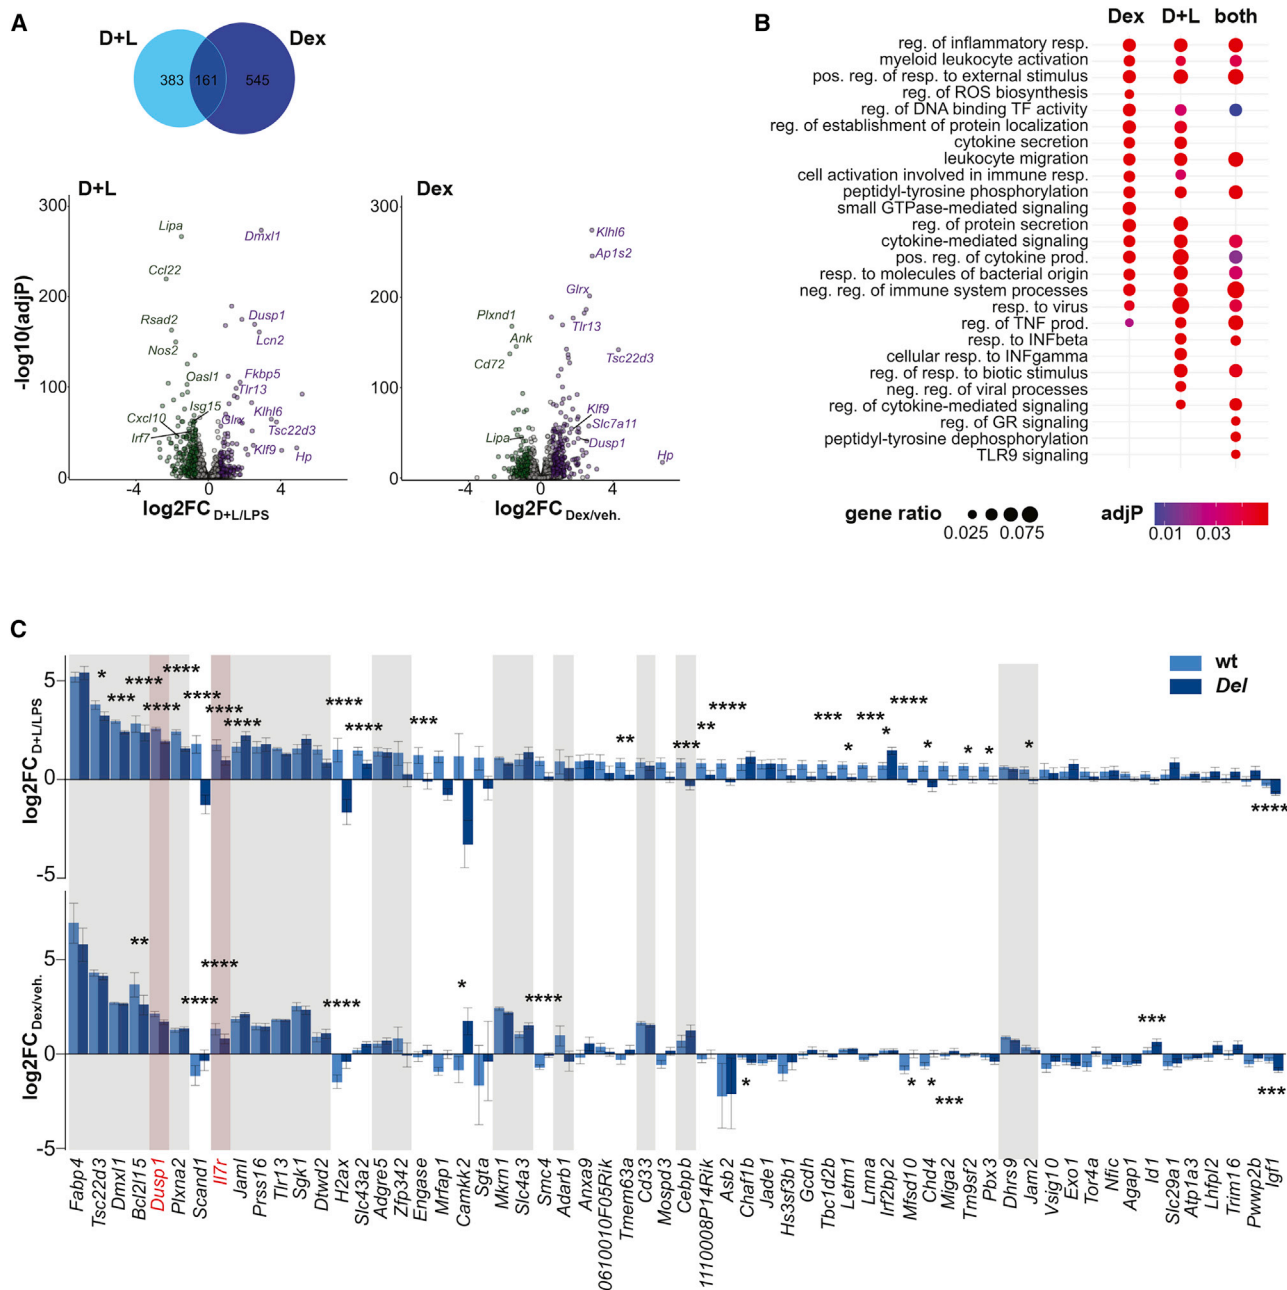 A
D+L
Dex
383
161
545
D+L
Dex
300
200
100
0
-log10(adjP)
Lipa
Ccl22
Rsad2
Nos2
Oasl1
Isg15
Cxcl10
Irf7
Dmxl1
Dusp1
Lcn2
Fkbp5
Tlr13
Klhl6
Glrx
Tsc22d3
Klf9
Hp
-4
0
4
log2FC D+L/LPS
300
200
100
0
Plxnd1
Ank
Cd72
Lipa
Klhl6
Ap1s2
Glrx
Tlr13
Tsc22d3
Klf9
Slc7a11
Dusp1
Hp
-4
0
4
log2FC Dex/veh.
B
Dex D+L both
reg. of inflammatory resp.
myeloid leukocyte activation
pos. reg. of resp. to external stimulus
reg. of ROS biosynthesis
reg. of DNA binding TF activity
reg. of establishment of protein localization
cytokine secretion
leukocyte migration
cell activation involved in immune resp.
peptidyl-tyrosine phosphorylation
small GTPase-mediated signaling
reg. of protein secretion
cytokine-mediated signaling
pos. reg. of cytokine prod.
resp. to molecules of bacterial origin
neg. reg. of immune system processes
resp. to virus
reg. of TNF prod.
resp. to INFbeta
cellular resp. to INFgamma
reg. of resp. to biotic stimulus
neg. reg. of viral processes
reg. of cytokine-mediated signaling
reg. of GR signaling
peptidyl-tyrosine dephosphorylation
TLR9 signaling
gene ratio
0.025
0.075
adjP
0.01
0.03
C
wt
Del
5
0
-5
log2FC D+L/LPS
* *** **** **** **** **** **** **** **** **** *** ** *** ** **** *** * *** * **** * * * * ****
5
0
-5
log2FC Dex/veh.
** **** **** **** * **** * * * *** *** ***
Fabp4
Tsc22d3
Dmxl1
Bcl2l15
Dusp1
Plxna2
Scand1
Il7r
Jaml
Prss16
Tlr13
Sgk1
Dtwd2
H2ax
Slc43a2
Adgre5
Zfp342
Engase
Mrfap1
Camkk2
Sgta
Mkrn1
Slc4a3
Smc4
Adarb1
Anxa9
0610010F05Rik
Tmem63a
Cd33
Mospd3
Cebpb
1110008P14Rik
Asb2
Chaf1b
Jade1
Hs3sf3b1
Gcdh
Tbc1d2b
Letm1
Lmna
Irf2bp2
Mfsd10
Chd4
Miga2
Tm9sf2
Pbx3
Dhrs9
Jam2
Vsig10
Exo1
Tor4a
Nfic
Agap1
Id1
Slc29a1
Atp1a3
Lhfpl2
Trim16
Pwwp2b
Igf1